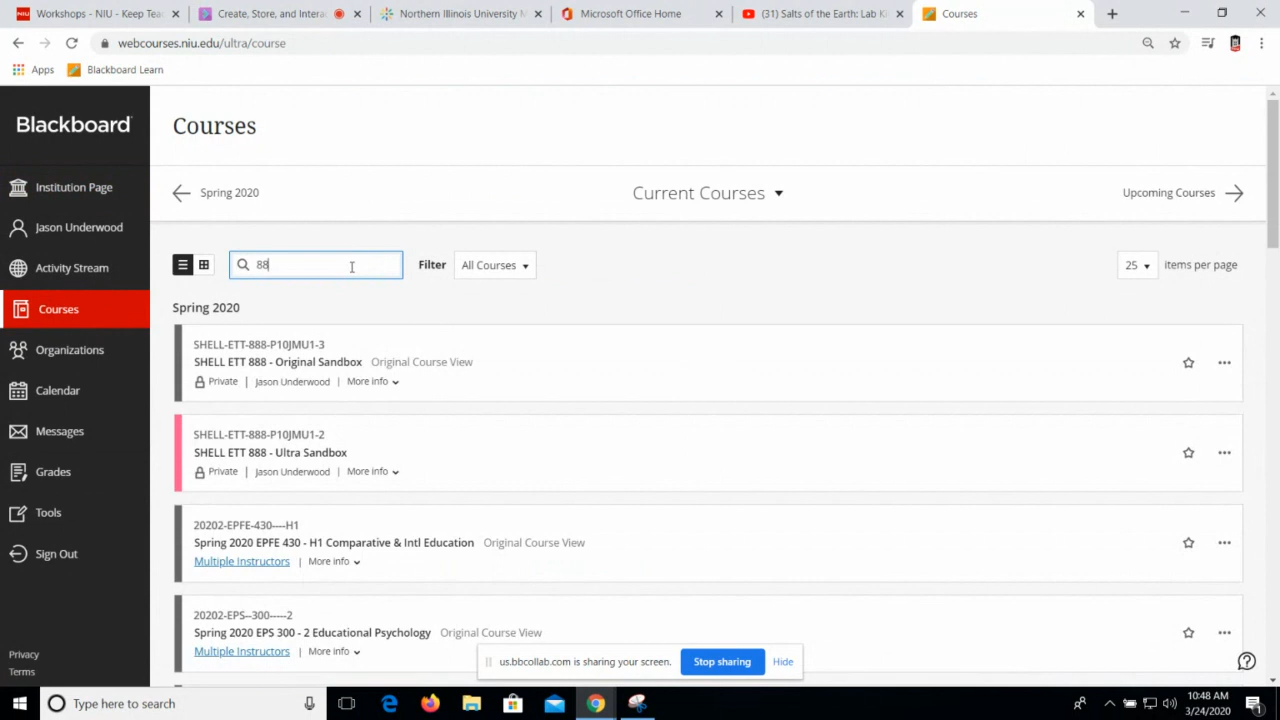 Workshops - NIU - Keep Tea
Create, Store, and Intera
Northern Illinois University M
Microsoft Office Home
(31) Salts of the Earth: Lab K
Courses
webcourses.niu.edu/ultra/course
Apps
Blackboard Learn
Blackboard
Institution Page
Jason Underwood
Activity Stream
Courses
Organizations
Calendar
Messages
Grades
Tools
Sign Out
Privacy
Terms
Courses
Spring 2020
Current Courses
Upcoming Courses
88
Filter
All Courses
25
items per page
Spring 2020
SHELL-ETT-888-P10JMU1-3
SHELL ETT 888 - Original Sandbox Original Course View
Private | Jason Underwood | More info
SHELL-ETT-888-P10JMU1-2
SHELL ETT 888 - Ultra Sandbox
Private | Jason Underwood | More info
20202-EPFE-430----H1
Spring 2020 EPFE 430 - H1 Comparative & Intl Education Original Course View
Multiple Instructors | More info
20202-EPS--300-----2
Spring 2020 EPS 300 - 2 Educational Psychology Original Course View
Multiple Instructors | More info
us.bbcollab.com is sharing your screen.
Stop sharing
Hide
Type here to search
10:48 AM
3/24/2020
1